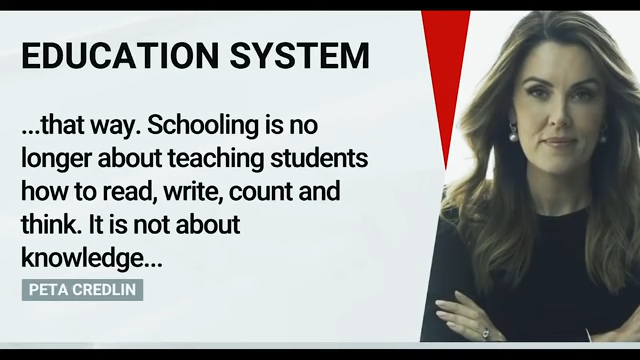 EDUCATION SYSTEM
...that way. Schooling is no
longer about teaching students
how to read, write, count and
think. It is not about
knowledge...
PETA CREDLIN